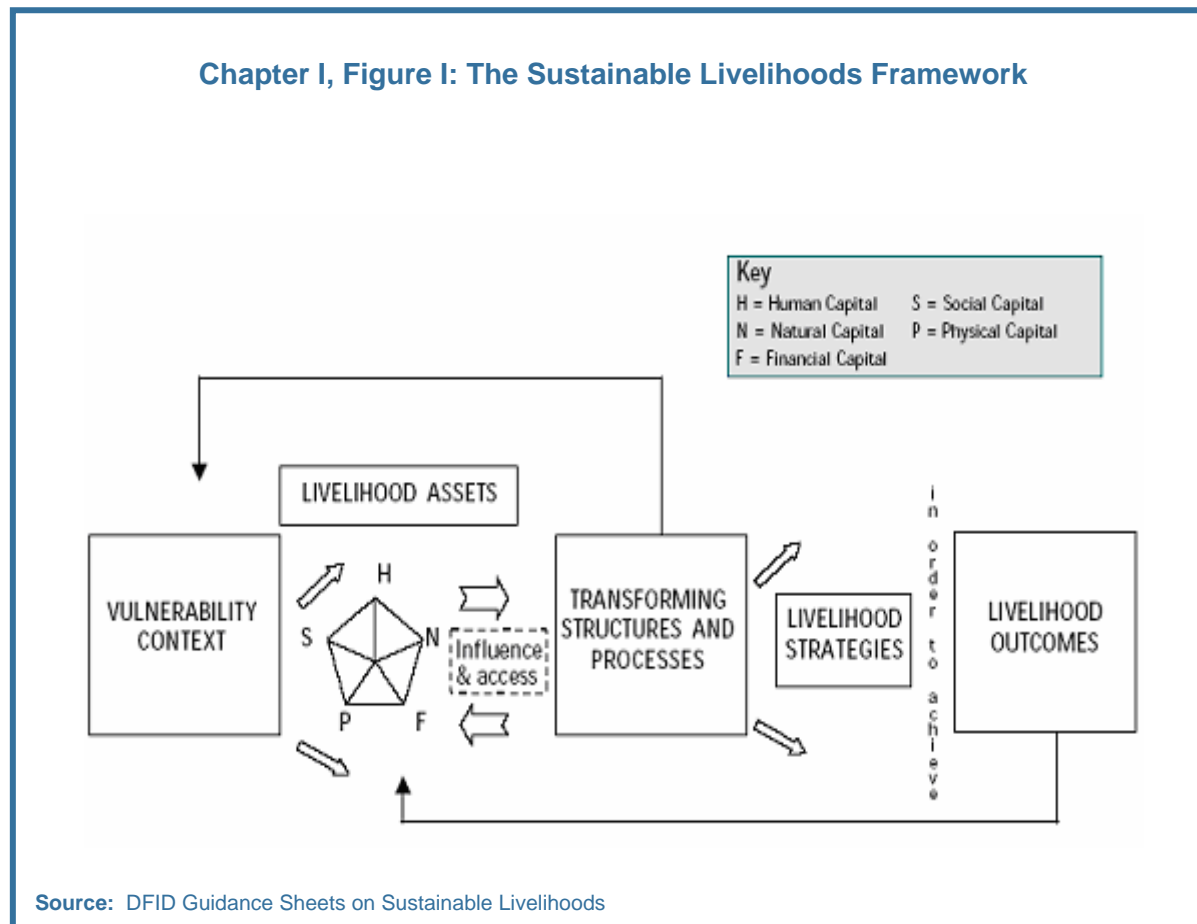 Chapter I, Figure I: The Sustainable Livelihoods Framework
Key
H = Human Capital S = Social Capital
N = Natural Capital P = Physical Capital
F = Financial Capital
LIVELIHOOD ASSETS
VULNERABILITY
CONTEXT
H
S
N
P
F
Influence
& access
TRANSFORMING
STRUCTURES AND
PROCESSES
LIVELIHOOD
STRATEGIES
in order to achieve
LIVELIHOOD
OUTCOMES
Source: DFID Guidance Sheets on Sustainable Livelihoods